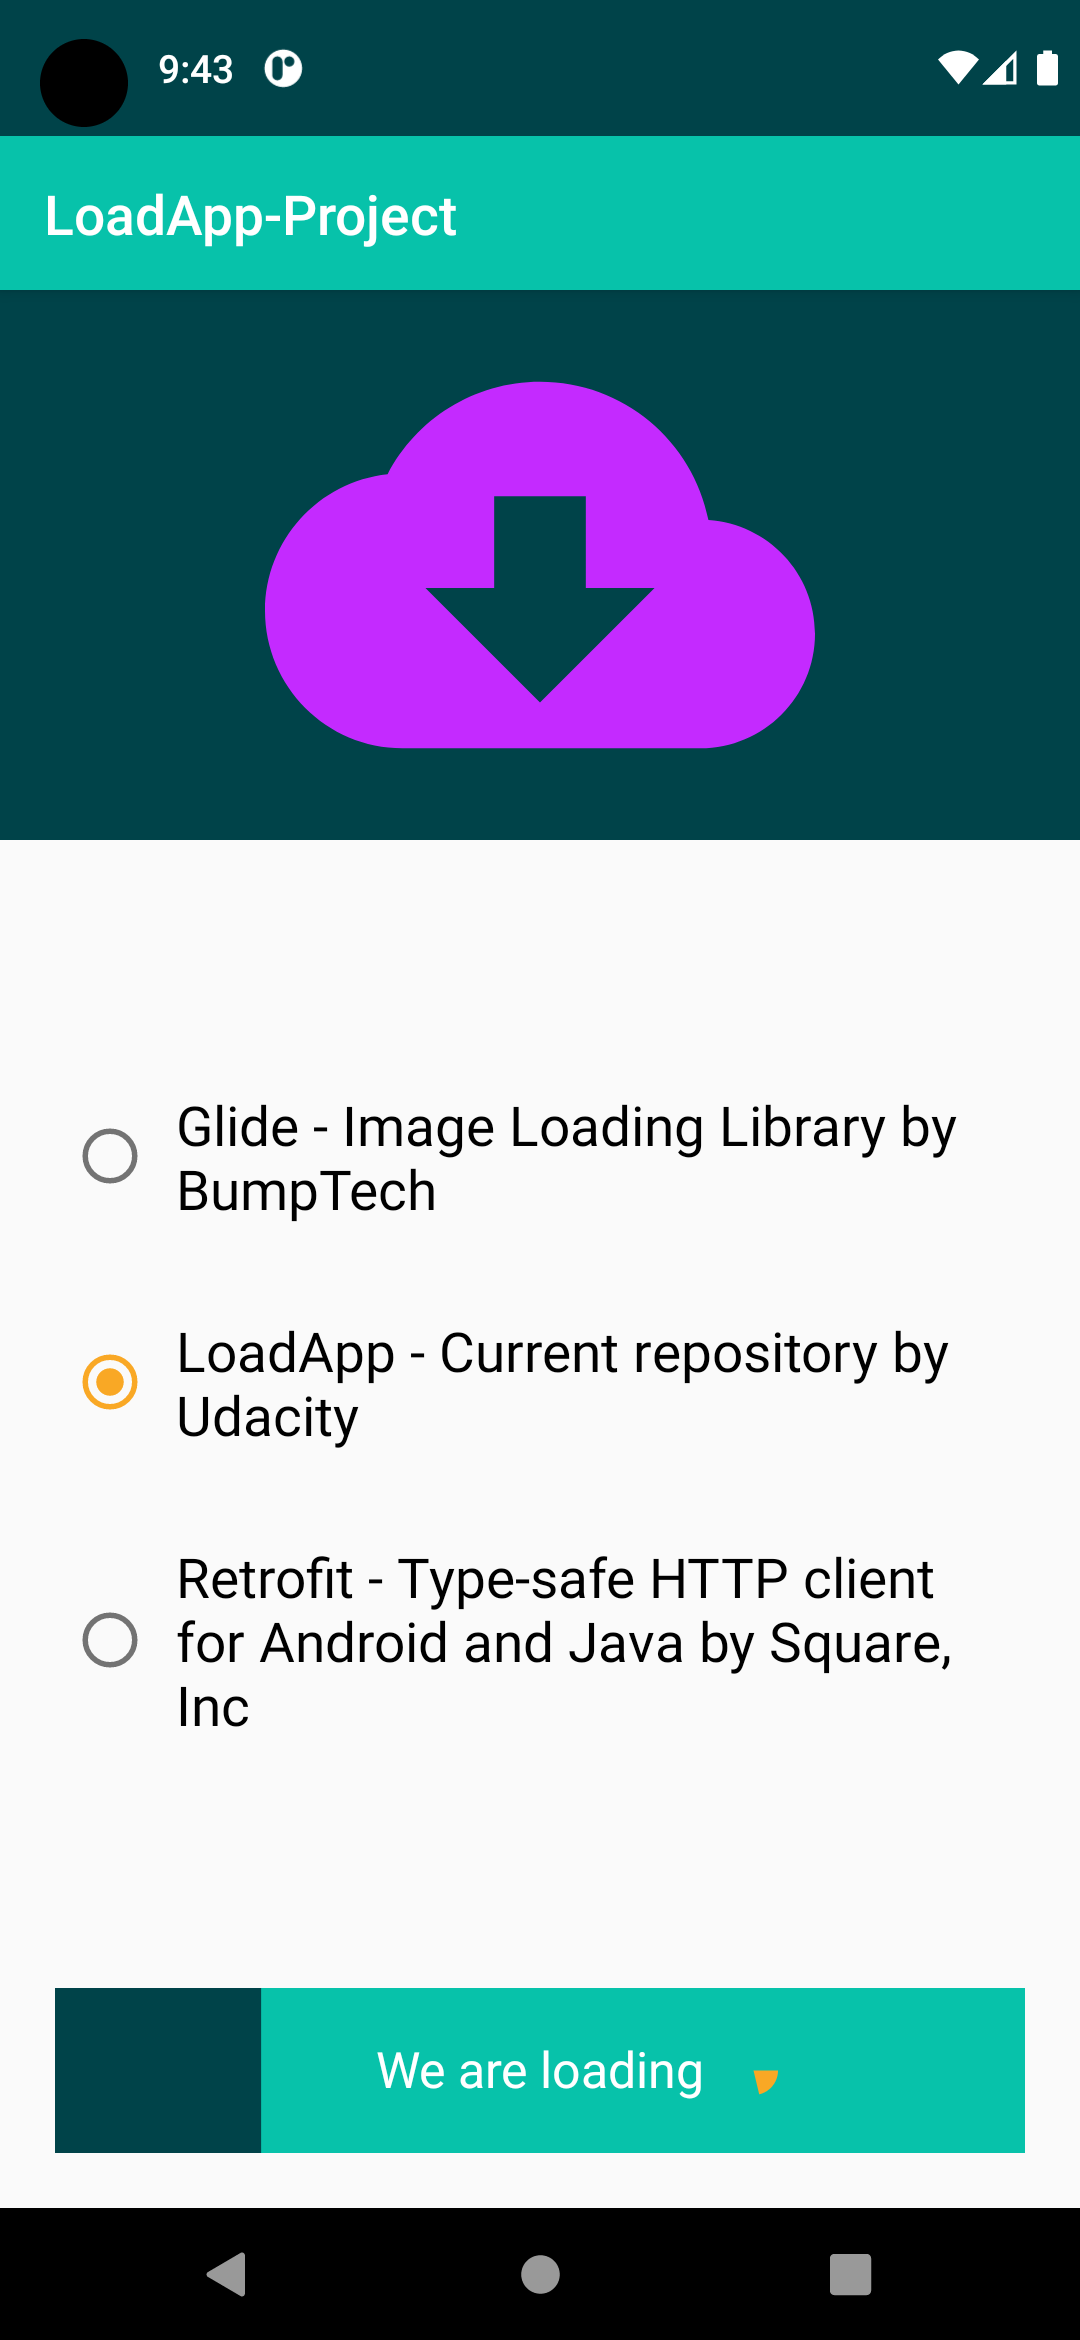 9:43
LoadApp-Project
Glide - Image Loading Library by
BumpTech
LoadApp - Current repository by
Udacity
Retrofit - Type-safe HTTP client
for Android and Java by Square,
Inc
We are loading